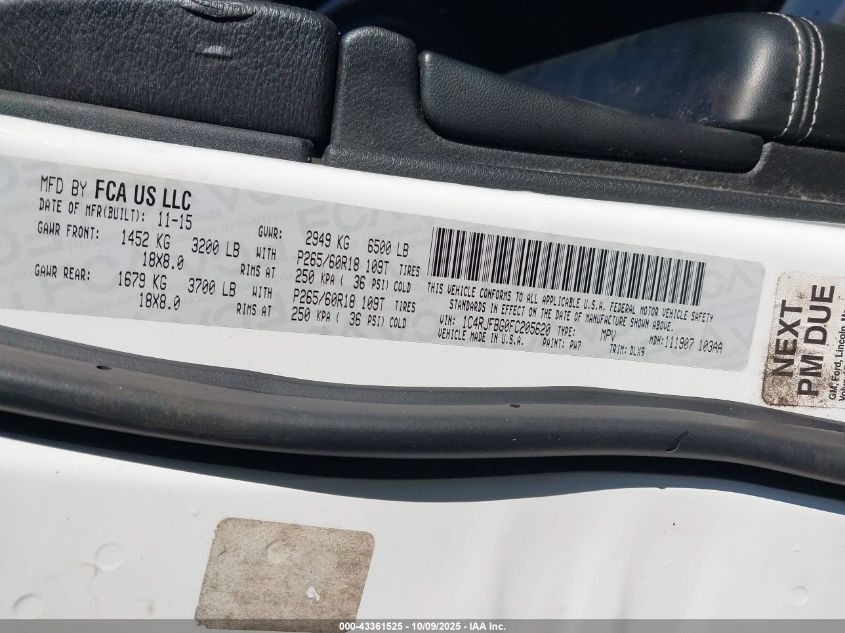 MFD BY FCA US LLC
DATE OF MFR(BUILT): 11-15 GVWR: 2949 KG 6500 LB
GAWR FRONT: 1452 KG 3200 LB WITH P265/60R18 109T TIRES
18X8.0 RIMS AT 250 KPA ( 36 PSI) COLD
GAWR REAR: 1679 KG 3700 LB WITH P265/60R18 109T TIRES
18X8.0 RIMS AT 250 KPA ( 36 PSI) COLD
THIS VEHICLE CONFORMS TO ALL APPLICABLE U.S.A. FEDERAL MOTOR VEHICLE SAFETY
STANDARDS IN EFFECT ON THE DATE OF MANUFACTURE SHOWN ABOVE.
VIN: 1C4RJFBG0FC205620 TYPE: MPV MDH:111907 103AA
VEHICLE MADE IN U.S.A. PAINT: PW7 TRIM: DLX9
NEXT
PM DUE
GM, Ford, Lincoln,
000-43361525 - 10/09/2025 - IAA Inc.